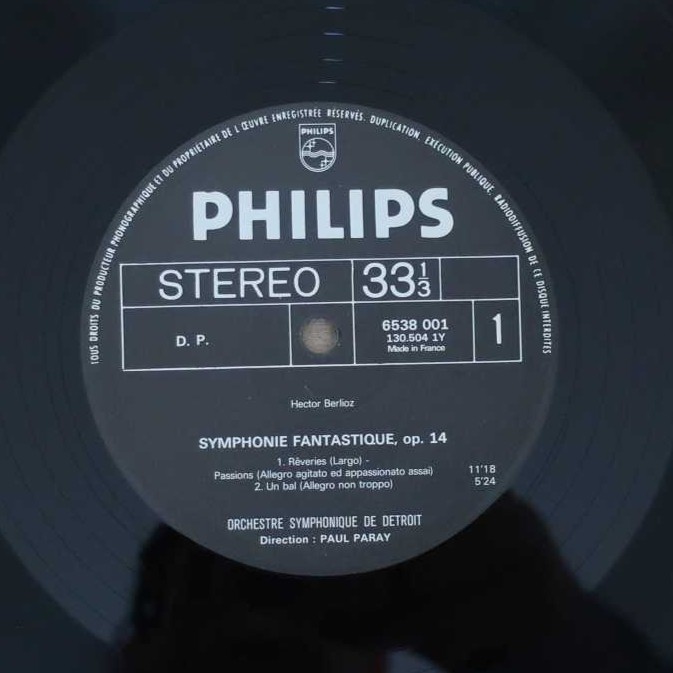 TOUS DROITS DU PRODUCTEUR PHONOGRAPHIQUE ET DU PROPRIÉTAIRE DE L'ŒUVRE ENREGISTRÉE RÉSERVÉS. DUPLICATION, EXÉCUTION PUBLIQUE, RADIODIFFUSION DE CE DISQUE INTERDITES
PHILIPS
PHILIPS
STEREO 33⅓
D. P.
6538 001
130.504 1Y
Made in France
1
Hector Berlioz
SYMPHONIE FANTASTIQUE, op. 14
1. Rêveries (Largo) -
Passions (Allegro agitato ed appassionato assai) 11'18
2. Un bal (Allegro non troppo) 5'24
ORCHESTRE SYMPHONIQUE DE DETROIT
Direction : PAUL PARAY